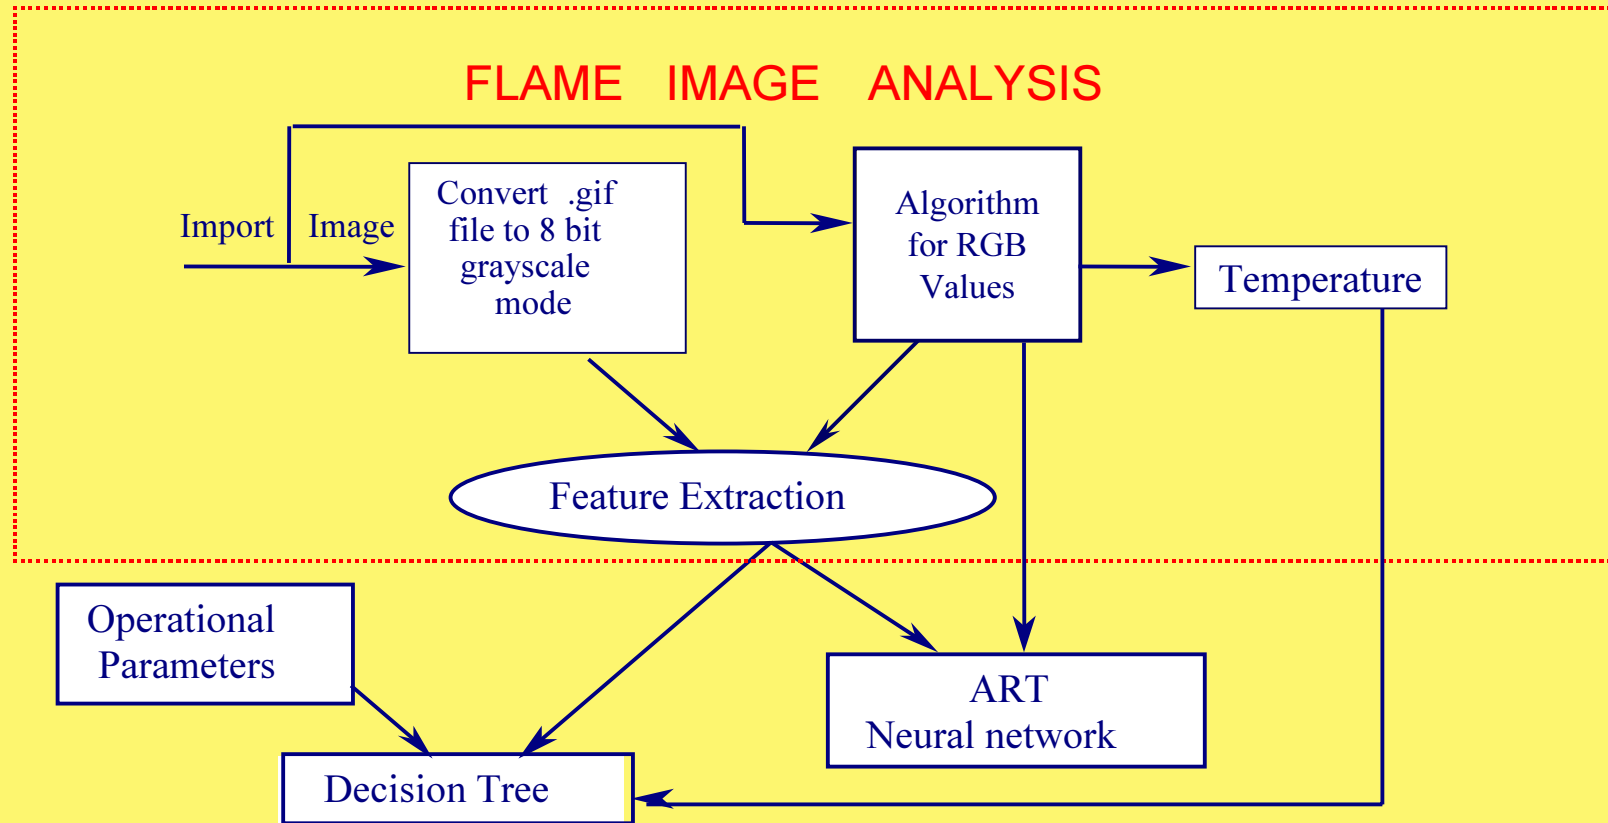 FLAME IMAGE ANALYSIS
Import Image
Convert .gif
file to 8 bit
grayscale
mode
Algorithm
for RGB
Values
Temperature
Feature Extraction
Operational
Parameters
ART
Neural network
Decision Tree